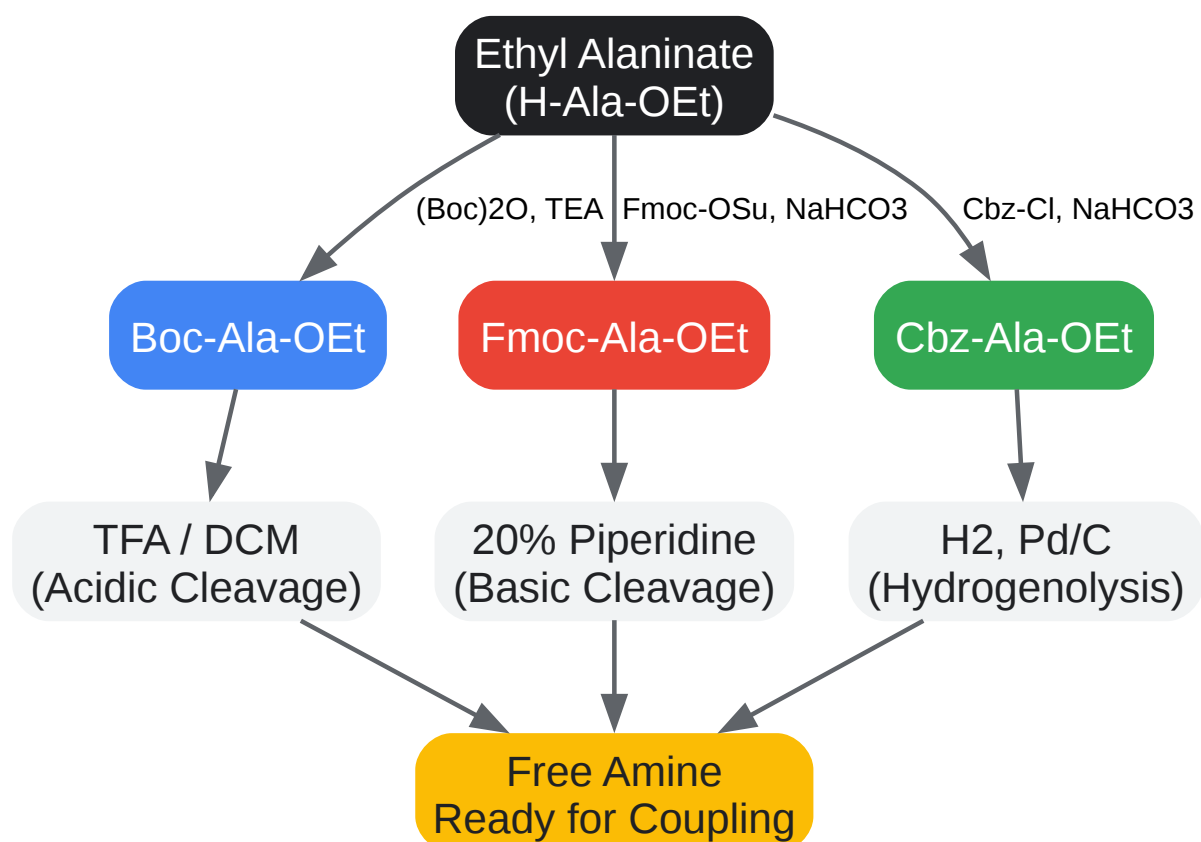 Ethyl Alaninate
(H-Ala-OEt)
(Boc)2O, TEA
Fmoc-OSu, NaHCO3
Cbz-Cl, NaHCO3
Boc-Ala-OEt
Fmoc-Ala-OEt
Cbz-Ala-OEt
TFA / DCM
(Acidic Cleavage)
20% Piperidine
(Basic Cleavage)
H2, Pd/C
(Hydrogenolysis)
Free Amine
Ready for Coupling